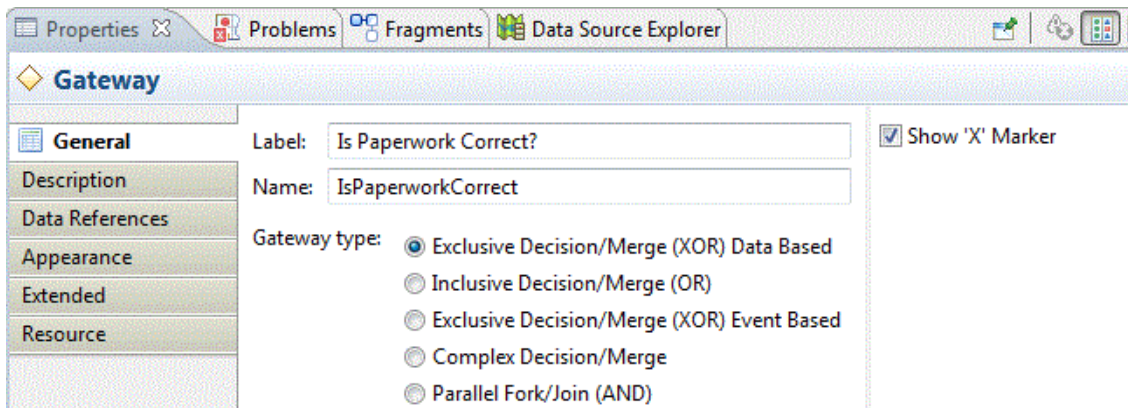 Properties Problems Fragments Data Source Explorer
Gateway
General
Description
Data References
Appearance
Extended
Resource
Label: Is Paperwork Correct?
Name: IsPaperworkCorrect
Gateway type: Exclusive Decision/Merge (XOR) Data Based
Inclusive Decision/Merge (OR)
Exclusive Decision/Merge (XOR) Event Based
Complex Decision/Merge
Parallel Fork/Join (AND)
Show 'X' Marker